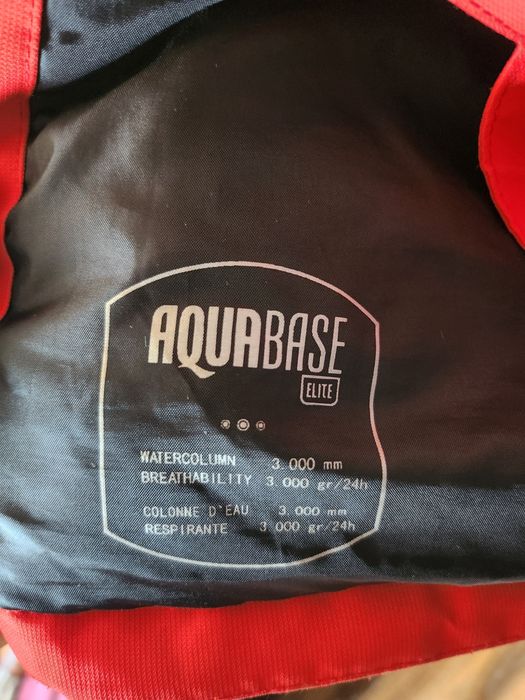 AQUABASE
ELITE
WATERCOLUMN 3.000 mm
BREATHABILITY 3 000 gr/24h
COLONNE D'EAU 3.000 mm
RESPIRANTE 3 000 gr/24h